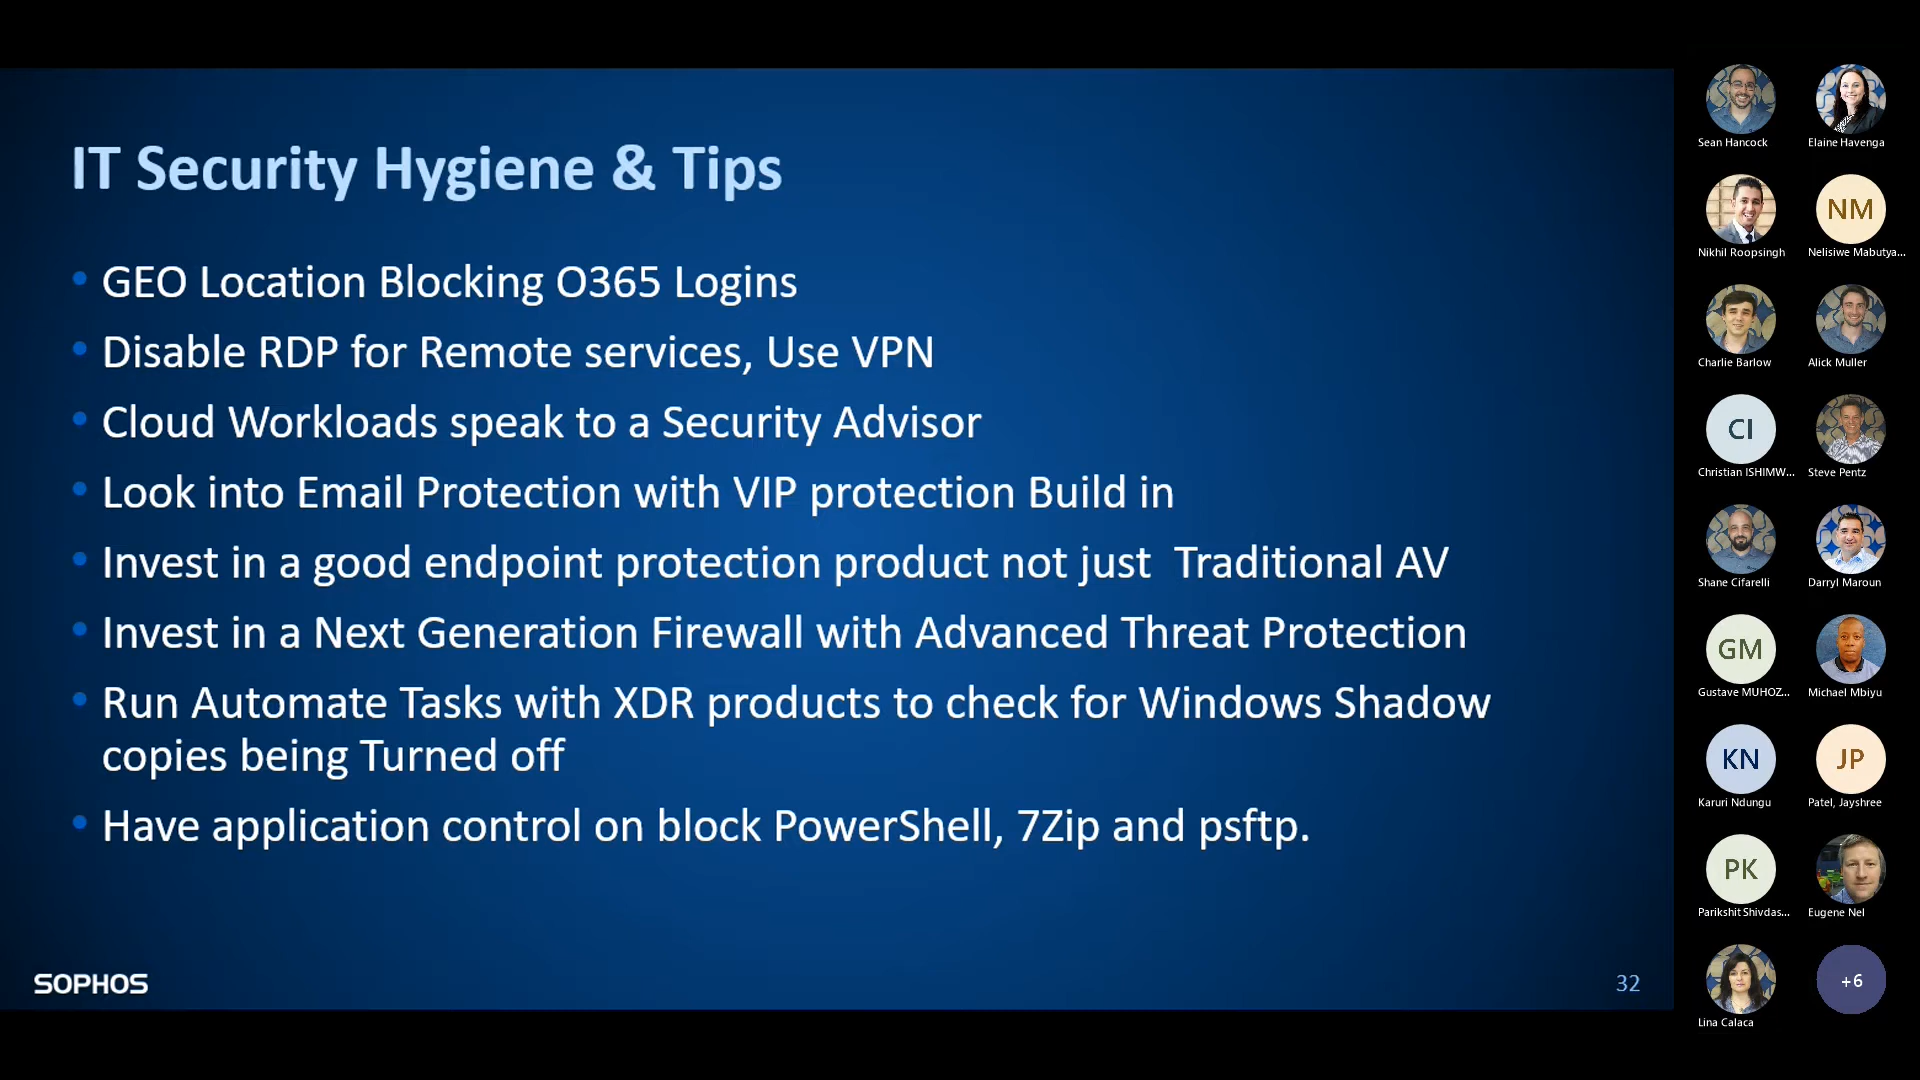 IT Security Hygiene & Tips
• GEO Location Blocking O365 Logins
• Disable RDP for Remote services, Use VPN
• Cloud Workloads speak to a Security Advisor
• Look into Email Protection with VIP protection Build in
• Invest in a good endpoint protection product not just  Traditional AV
• Invest in a Next Generation Firewall with Advanced Threat Protection
• Run Automate Tasks with XDR products to check for Windows Shadow
copies being Turned off
• Have application control on block PowerShell, 7Zip and psftp.
SOPHOS
32
Sean Hancock
Elaine Havenga
Nikhil Roopsingh
NM
Nelisiwe Mabutya...
Charlie Barlow
Alick Muller
CI
Christian ISHIMW...
Steve Pentz
Shane Cifarelli
Darryl Maroun
GM
Gustave MUHOZ...
Michael Mbiyu
KN
Karuri Ndungu
JP
Patel, Jayshree
PK
Parikshit Shivdas...
Eugene Nel
Lina Calaca
+6